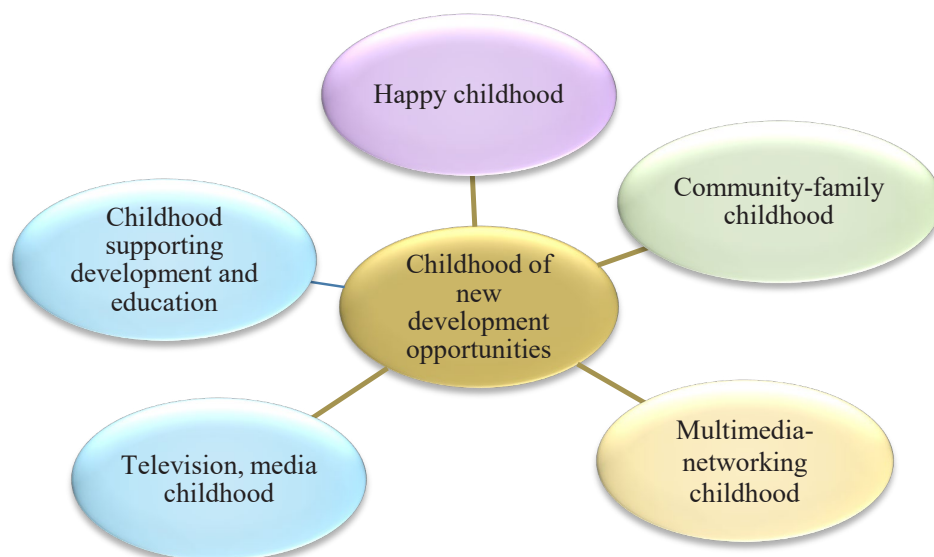 Happy childhood
Community-family
childhood
Childhood
supporting
development and
education
Childhood of
new
development
opportunities
Television, media
childhood
Multimedia-
networking
childhood